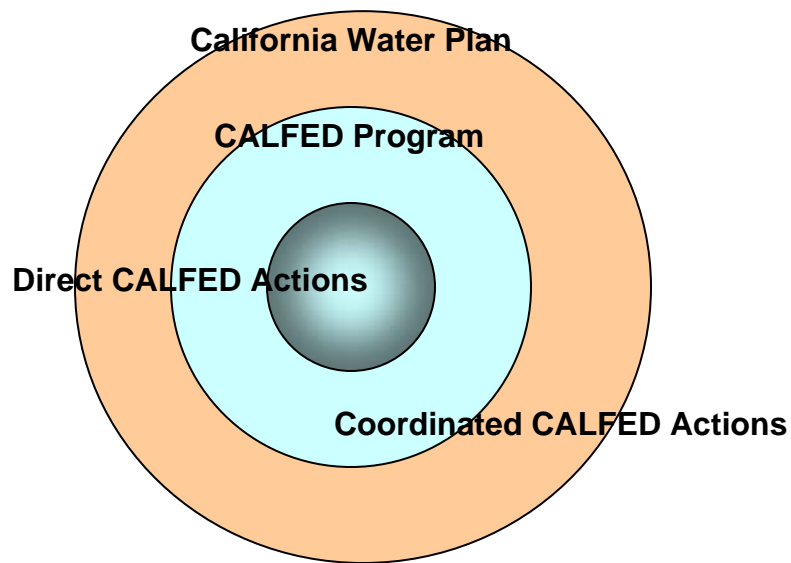 California Water Plan
CALFED Program
Direct CALFED Actions
Coordinated CALFED Actions